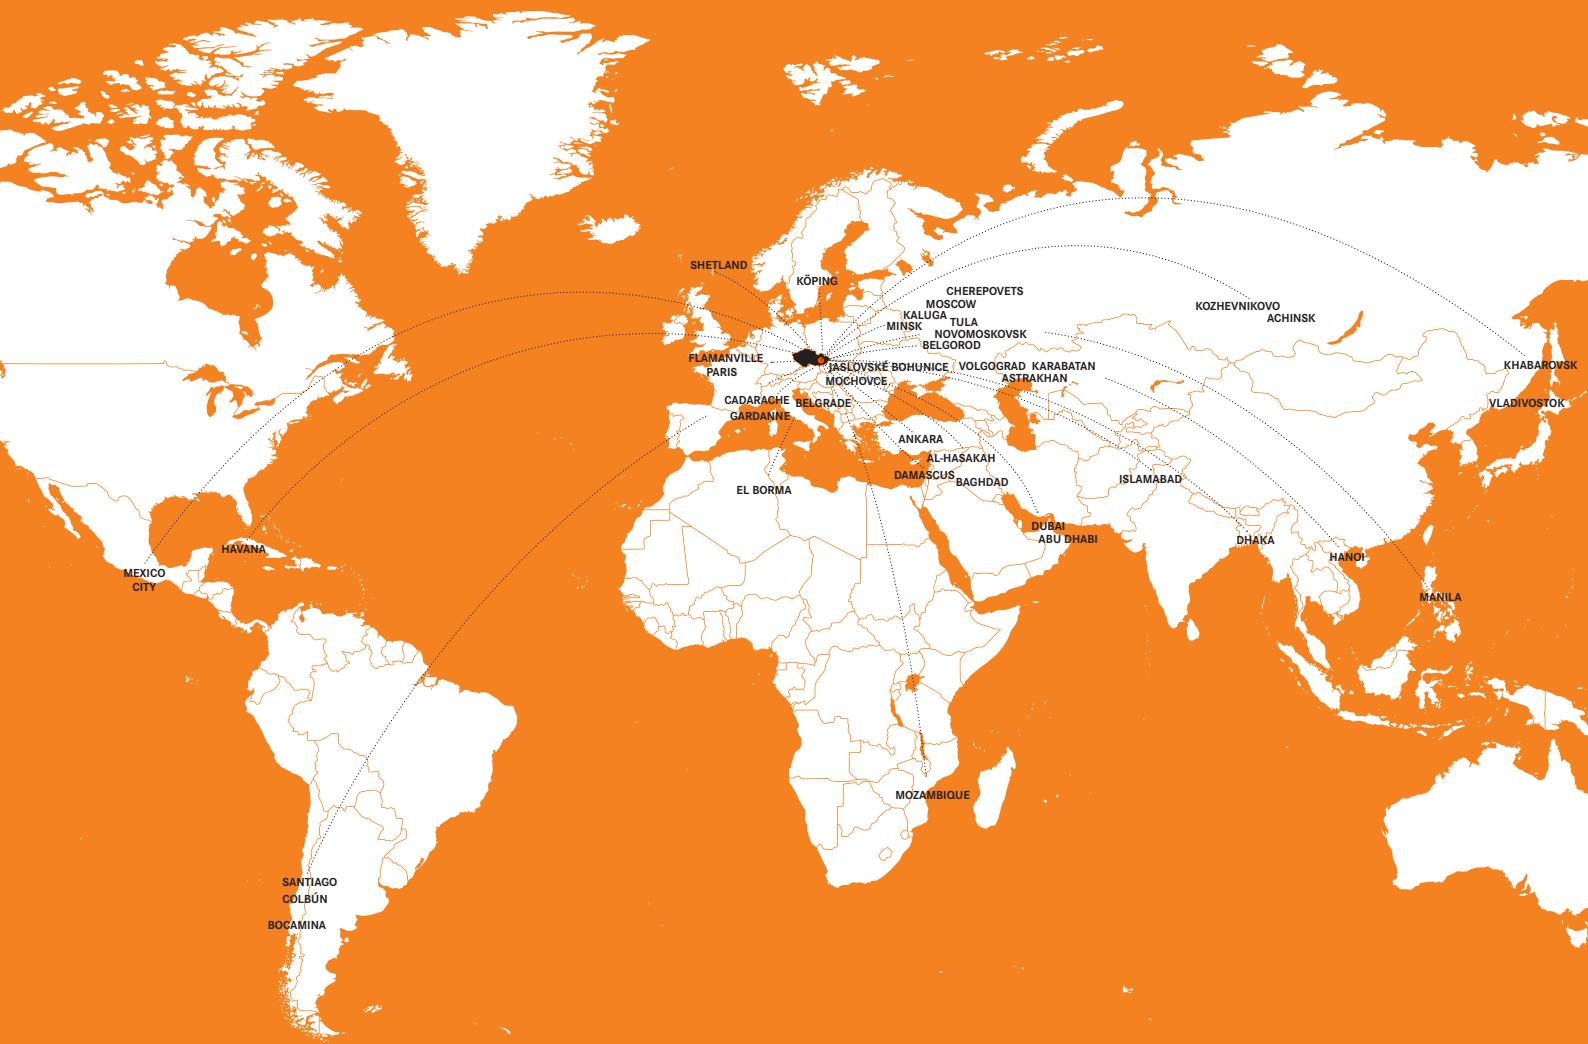 SHETLAND
KÖPING
CHEREPOVETS
MOSCOW
KALUGA
TULA
MINSK
NOVOMOSKOVSK
BELGOROD
KOZHEVNIKOVO
ACHINSK
FLAMANVILLE
PARIS
JASLOVSKÉ BOHUNICE
MOCHOVCE
VOLGOGRAD
KARABATAN
ASTRAKHAN
KHABAROVSK
VLADIVOSTOK
CADARACHE
BELGRADE
GARDANNE
ANKARA
AL-HASAKAH
DAMASCUS
BAGHDAD
ISLAMABAD
EL BORMA
DUBAI
ABU DHABI
DHAKA
HANOI
HAVANA
MEXICO
CITY
MANILA
MOZAMBIQUE
SANTIAGO
COLBÚN
BOCAMINA